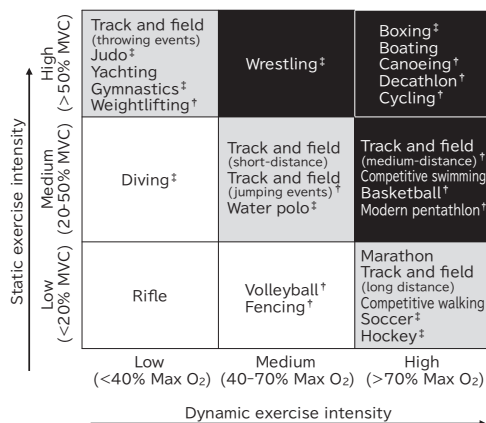 Static exercise intensity
High
(>50% MVC)
Track and field
(throwing events)
Judo‡
Yachting
Gymnastics‡
Weightlifting†
Wrestling‡
Boxing‡
Boating
Canoeing†
Decathlon†
Cycling†
Medium
(20-50% MVC)
Diving‡
Track and field
(short-distance)
Track and field
(jumping events)†
Water polo‡
Track and field
(medium-distance)†
Competitive swimming
Basketball†
Modern pentathlon†
Low
(<20% MVC)
Rifle
Volleyball†
Fencing†
Marathon
Track and field
(long distance)
Competitive walking
Soccer‡
Hockey‡
Low
(<40% Max O₂)
Medium
(40-70% Max O₂)
High
(>70% Max O₂)
Dynamic exercise intensity